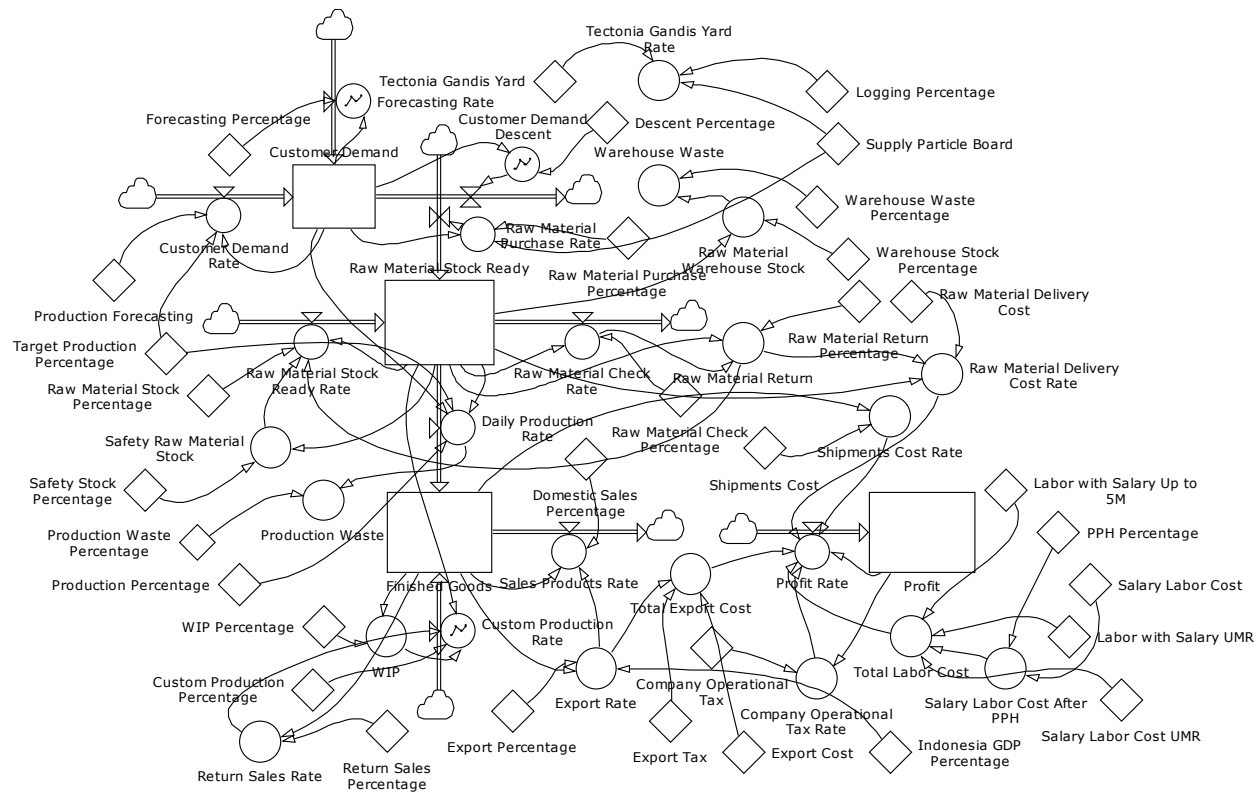 Tectonia Gandis Yard
Rate
Tectonia Gandis Yard
Logging Percentage
Forecasting Rate
Forecasting Percentage
Customer Demand
Descent
Descent Percentage
Supply Particle Board
Customer Demand
Warehouse Waste
Warehouse Waste
Percentage
Customer Demand
Rate
Raw Material
Purchase Rate
Raw Material
Warehouse Stock
Warehouse Stock
Percentage
Raw Material Stock Ready
Raw Material Purchase
Percentage
Production Forecasting
Raw Material Delivery
Cost
Target Production
Percentage
Raw Material Return
Percentage
Raw Material Stock
Ready Rate
Raw Material Check
Rate
Raw Material Return
Raw Material Delivery
Cost Rate
Raw Material Stock
Percentage
Daily Production
Rate
Raw Material Check
Percentage
Shipments Cost Rate
Safety Raw Material
Stock
Safety Stock
Percentage
Shipments Cost
Labor with Salary Up to
5M
Domestic Sales
Percentage
Production Waste
Percentage
Production Waste
PPH Percentage
Production Percentage
Finished Goods
Sales Products Rate
Profit Rate
Profit
Salary Labor Cost
Total Export Cost
WIP Percentage
Custom Production
Rate
Labor with Salary UMR
WIP
Total Labor Cost
Custom Production
Percentage
Export Rate
Company Operational
Tax
Salary Labor Cost After
PPH
Company Operational
Tax Rate
Salary Labor Cost UMR
Export Percentage
Export Tax
Export Cost
Indonesia GDP
Percentage
Return Sales Rate
Return Sales
Percentage